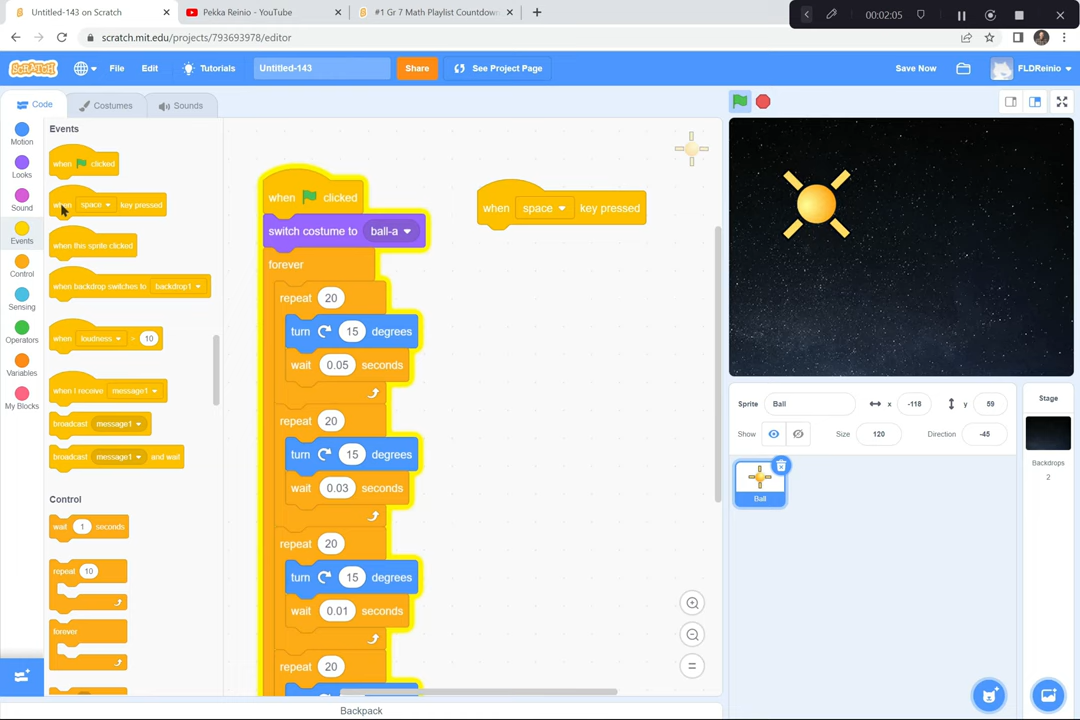 Untitled-143 on Scratch
Pekka Reinio - YouTube
#1 Gr 7 Math Playlist Countdown
00:02:05
scratch.mit.edu/projects/793693978/editor
SCRATCH
File
Edit
Tutorials
Untitled-143
Share
See Project Page
Save Now
FLDReinio
Code
Costumes
Sounds
Motion
Looks
Sound
Events
Control
Sensing
Operators
Variables
My Blocks
Events
when clicked
when space key pressed
when this sprite clicked
when backdrop switches to backdrop1
when loudness > 10
when I receive message1
broadcast message1
broadcast message1 and wait
Control
wait 1 seconds
repeat 10
forever
when clicked
switch costume to ball-a
forever
repeat 20
turn 15 degrees
wait 0.05 seconds
repeat 20
turn 15 degrees
wait 0.03 seconds
repeat 20
turn 15 degrees
wait 0.01 seconds
repeat 20
when space key pressed
Backpack
Sprite Ball x -118 y 59
Show Size 120 Direction -45
Ball
Stage
Backdrops
2